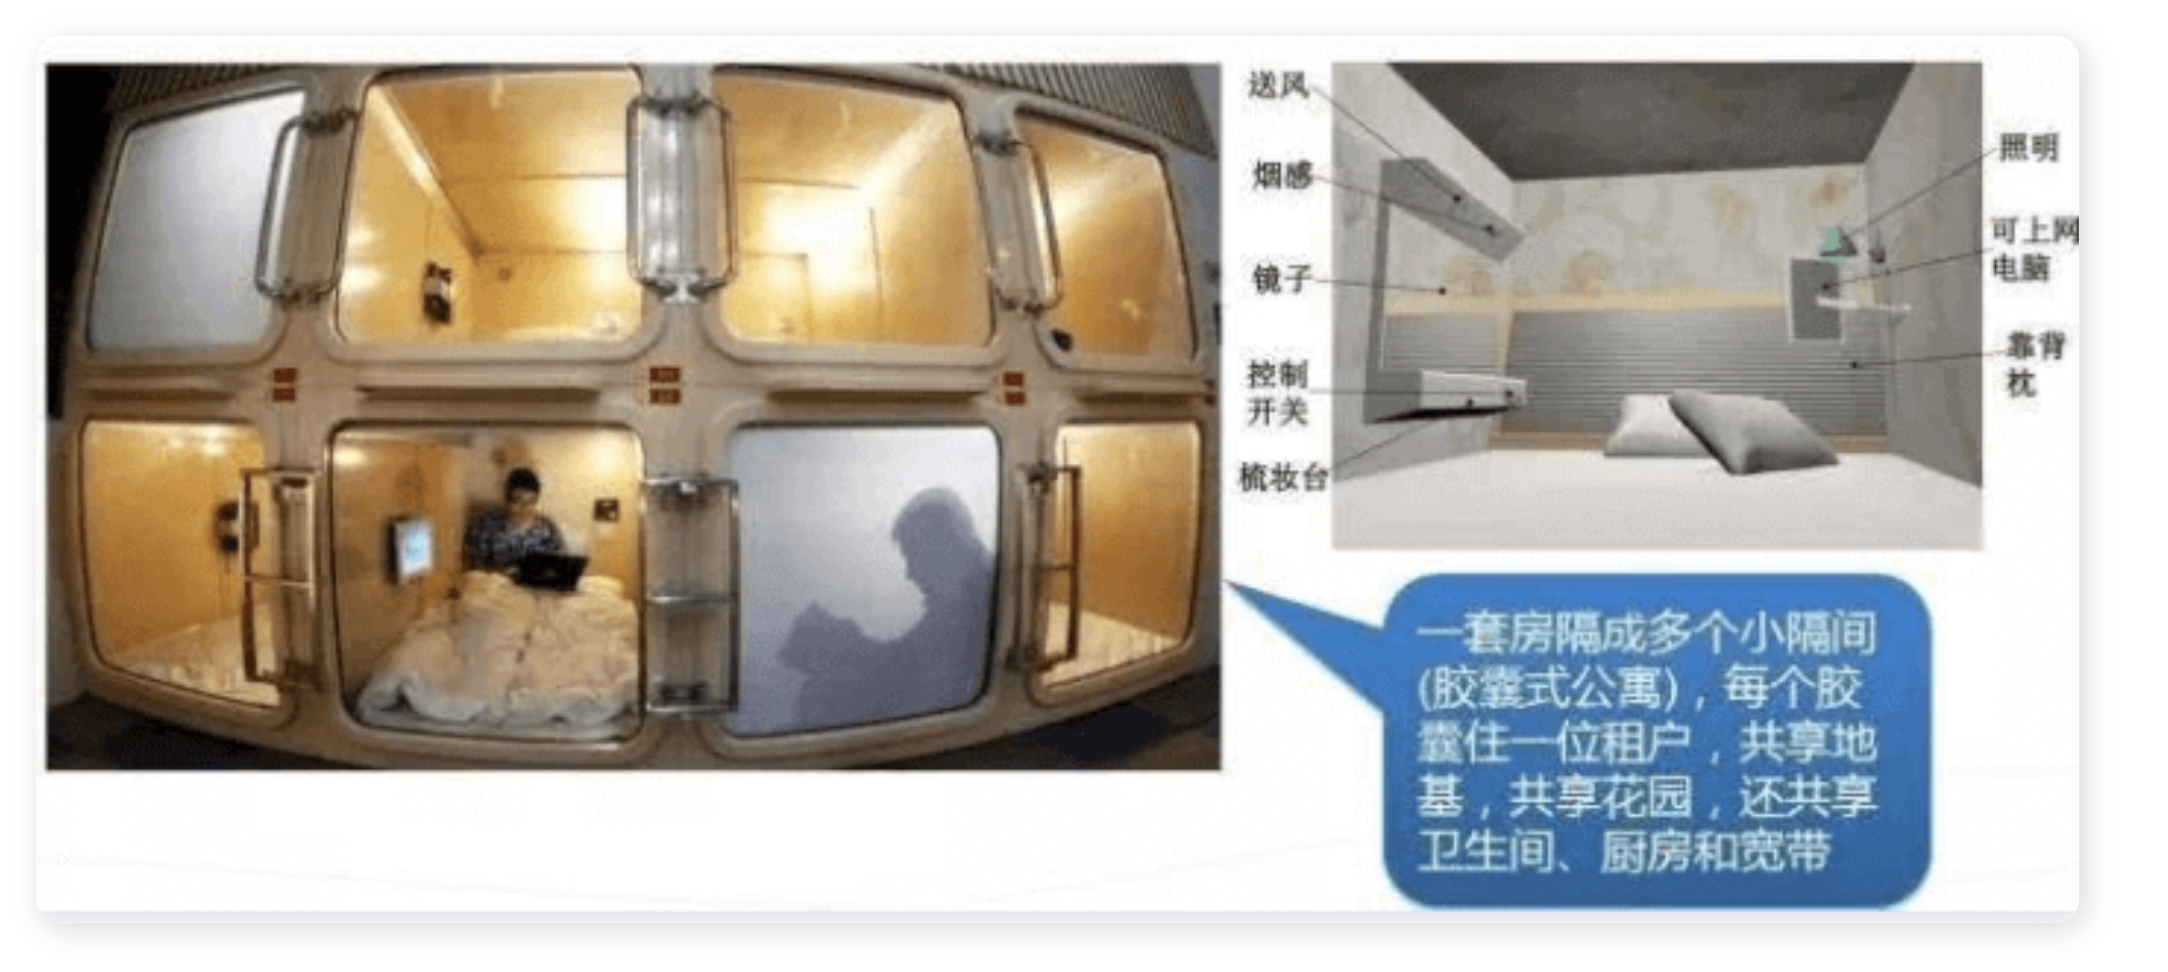 送风
烟感
镜子
控制
开关
梳妆台
照明
可上网
电脑
靠背
枕
一套房隔成多个小隔间
(胶囊式公寓)，每个胶
囊住一位租户，共享地
基，共享花园，还共享
卫生间、厨房和宽带